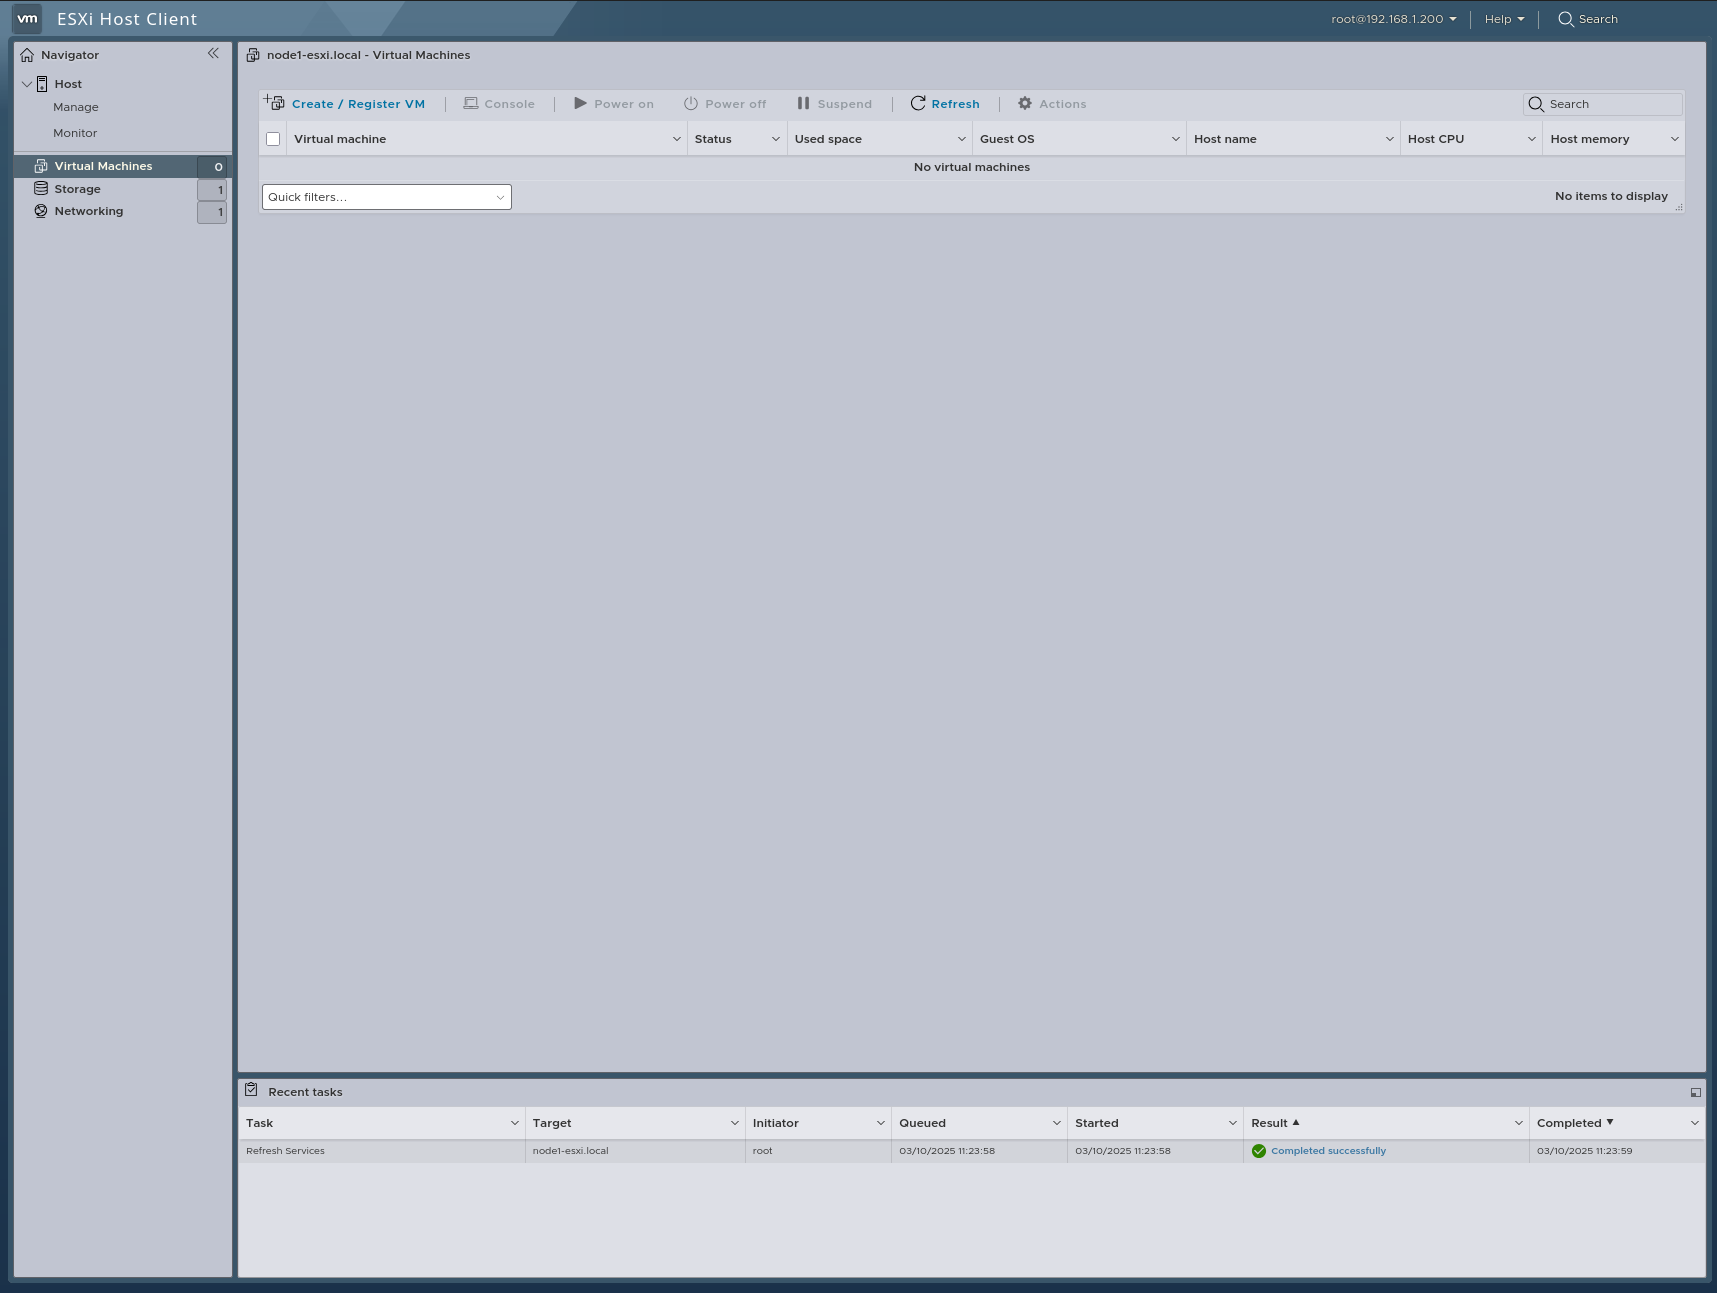 vm ESXi Host Client
root@192.168.1.200 Help Search
Navigator
Host
Manage
Monitor
Virtual Machines 0
Storage 1
Networking 1
node1-esxi.local - Virtual Machines
Create / Register VM Console Power on Power off Suspend Refresh Actions Search
Virtual machine Status Used space Guest OS Host name Host CPU Host memory
No virtual machines
Quick filters... No items to display
Recent tasks
Task Target Initiator Queued Started Result ▲ Completed ▼
Refresh Services node1-esxi.local root 03/10/2025 11:23:58 03/10/2025 11:23:58 Completed successfully 03/10/2025 11:23:59